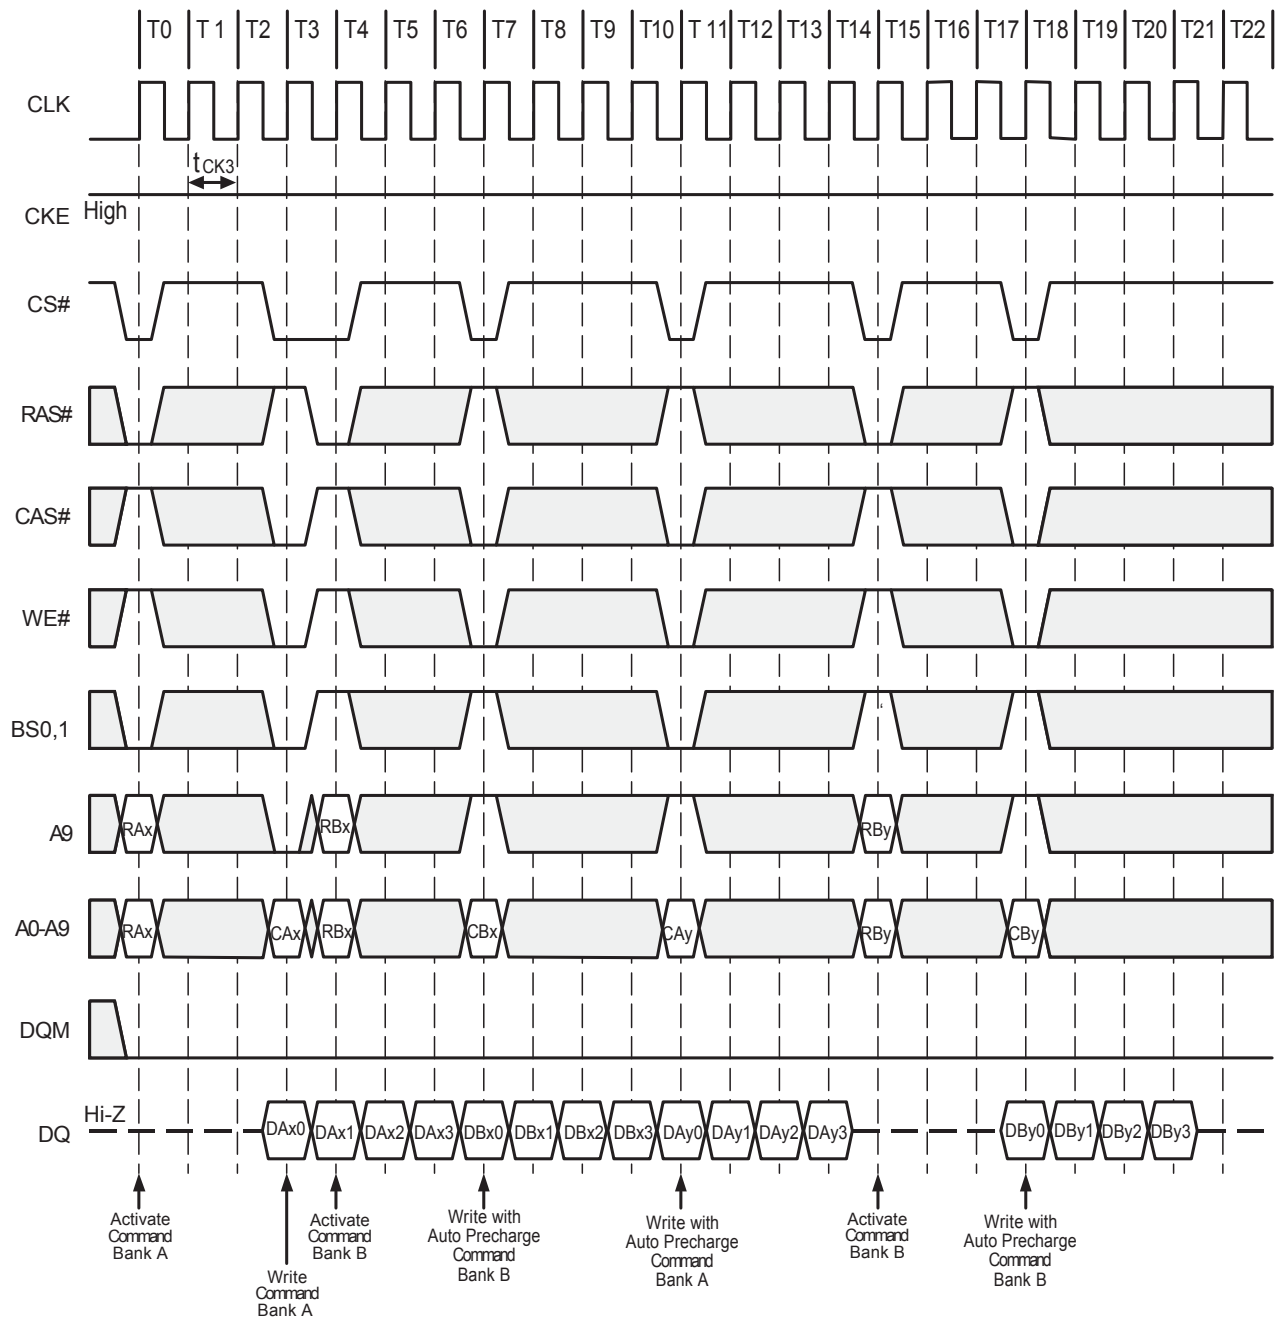 T0 T 1 T2 T3 T4 T5 T6 T7 T8 T9 T10 T 11 T12 T13 T14 T15 T16 T17 T18 T19 T20 T21 T22
CLK
tCK3
CKE High
CS#
RAS#
CAS#
WE#
BS0,1
A9 RAx RBx RBy
A0-A9 RAx CAx RBx CBx CAy RBy CBy
DQM
Hi-Z
DQ DAx0 DAx1 DAx2 DAx3 DBx0 DBx1 DBx2 DBx3 DAy0 DAy1 DAy2 DAy3 DBy0 DBy1 DBy2 DBy3
Activate
Command
Bank A
Write
Command
Bank A
Activate
Command
Bank B
Write with
Auto Precharge
Command
Bank B
Write with
Auto Precharge
Command
Bank A
Activate
Command
Bank B
Write with
Auto Precharge
Command
Bank B